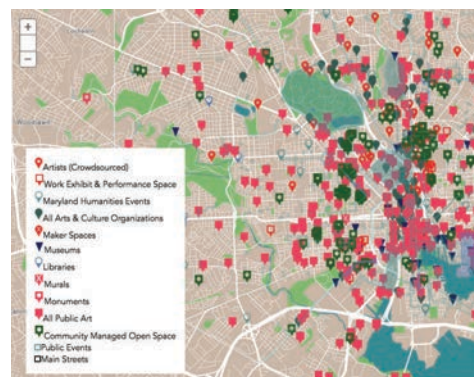 +
−
Artists (Crowdsourced)
Work Exhibit & Performance Space
Maryland Humanities Events
All Arts & Culture Organizations
Maker Spaces
Museums
Libraries
Murals
Monuments
All Public Art
Community Managed Open Space
Public Events
Main Streets